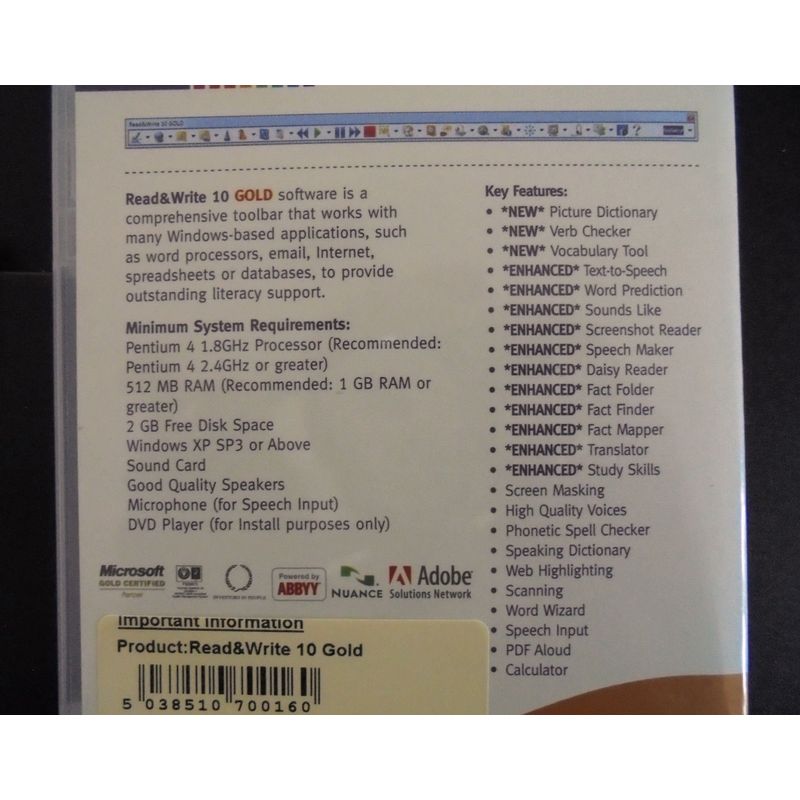 Read&Write 10 GOLD
Read&Write 10 GOLD software is a
comprehensive toolbar that works with
many Windows-based applications, such
as word processors, email, Internet,
spreadsheets or databases, to provide
outstanding literacy support.
Minimum System Requirements:
Pentium 4 1.8GHz Processor (Recommended:
Pentium 4 2.4GHz or greater)
512 MB RAM (Recommended: 1 GB RAM or
greater)
2 GB Free Disk Space
Windows XP SP3 or Above
Sound Card
Good Quality Speakers
Microphone (for Speech Input)
DVD Player (for Install purposes only)
Key Features:
• *NEW* Picture Dictionary
• *NEW* Verb Checker
• *NEW* Vocabulary Tool
• *ENHANCED* Text-to-Speech
• *ENHANCED* Word Prediction
• *ENHANCED* Sounds Like
• *ENHANCED* Screenshot Reader
• *ENHANCED* Speech Maker
• *ENHANCED* Daisy Reader
• *ENHANCED* Fact Folder
• *ENHANCED* Fact Finder
• *ENHANCED* Fact Mapper
• *ENHANCED* Translator
• *ENHANCED* Study Skills
• Screen Masking
• High Quality Voices
• Phonetic Spell Checker
• Speaking Dictionary
• Web Highlighting
• Scanning
• Word Wizard
• Speech Input
• PDF Aloud
• Calculator
Microsoft
GOLD CERTIFIED
Partner
INVESTORS IN PEOPLE
Powered by
ABBYY
NUANCE
Adobe
Solutions Network
Important Information
Product:Read&Write 10 Gold
5 038510 700160